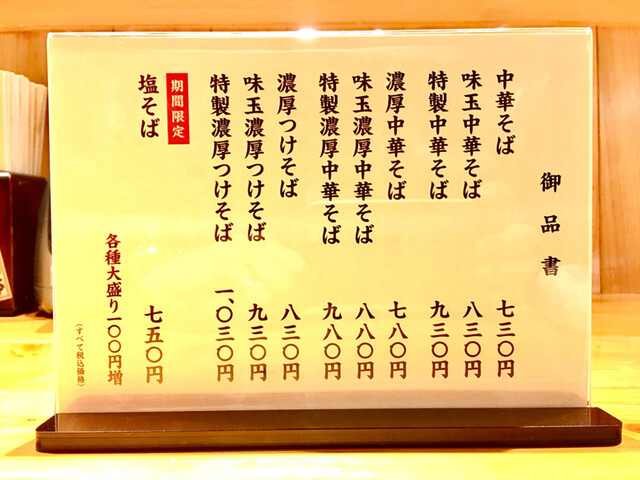 御品書
中華そば 七三〇円
味玉中華そば 八三〇円
特製中華そば 九三〇円
濃厚中華そば 七八〇円
味玉濃厚中華そば 八八〇円
特製濃厚中華そば 九八〇円
濃厚つけそば 八三〇円
味玉濃厚つけそば 九三〇円
特製濃厚つけそば 一、〇三〇円
期間限定
塩そば 七五〇円
各種大盛り一〇〇円増
(すべて税込価格)